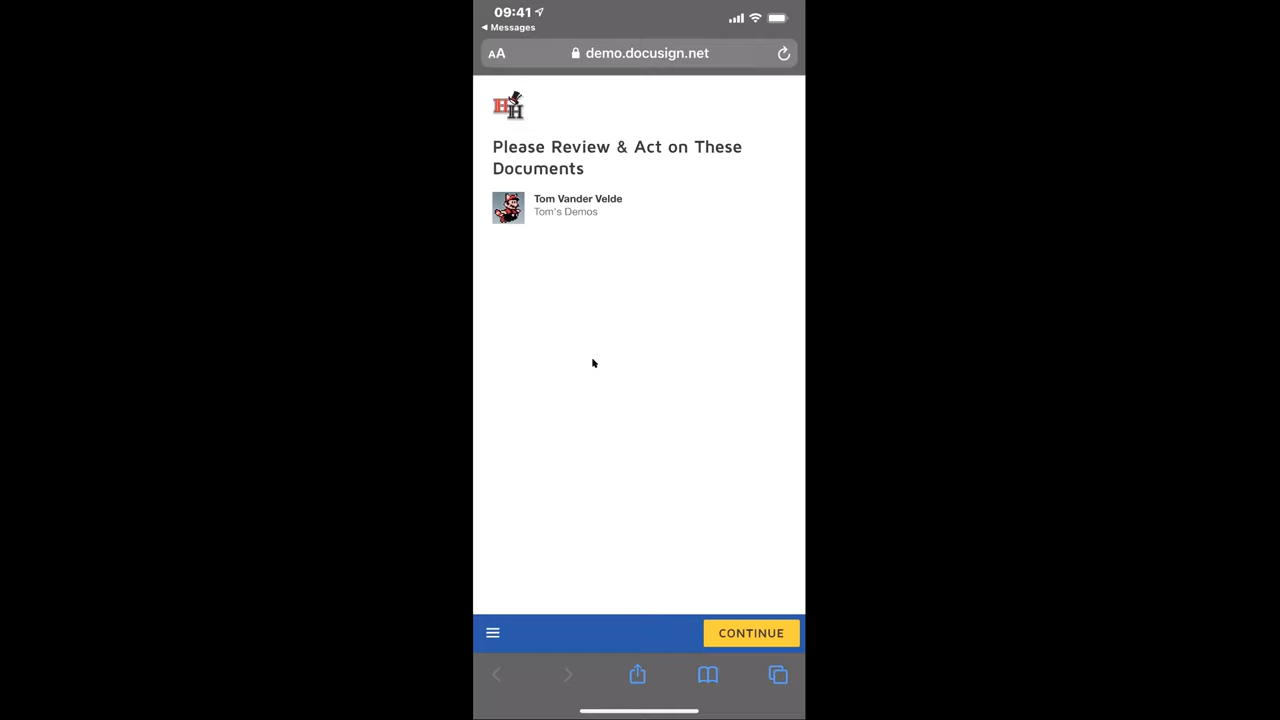 09:41
Messages
AA demo.docusign.net
HH
Please Review & Act on These
Documents
Tom Vander Velde
Tom's Demos
CONTINUE